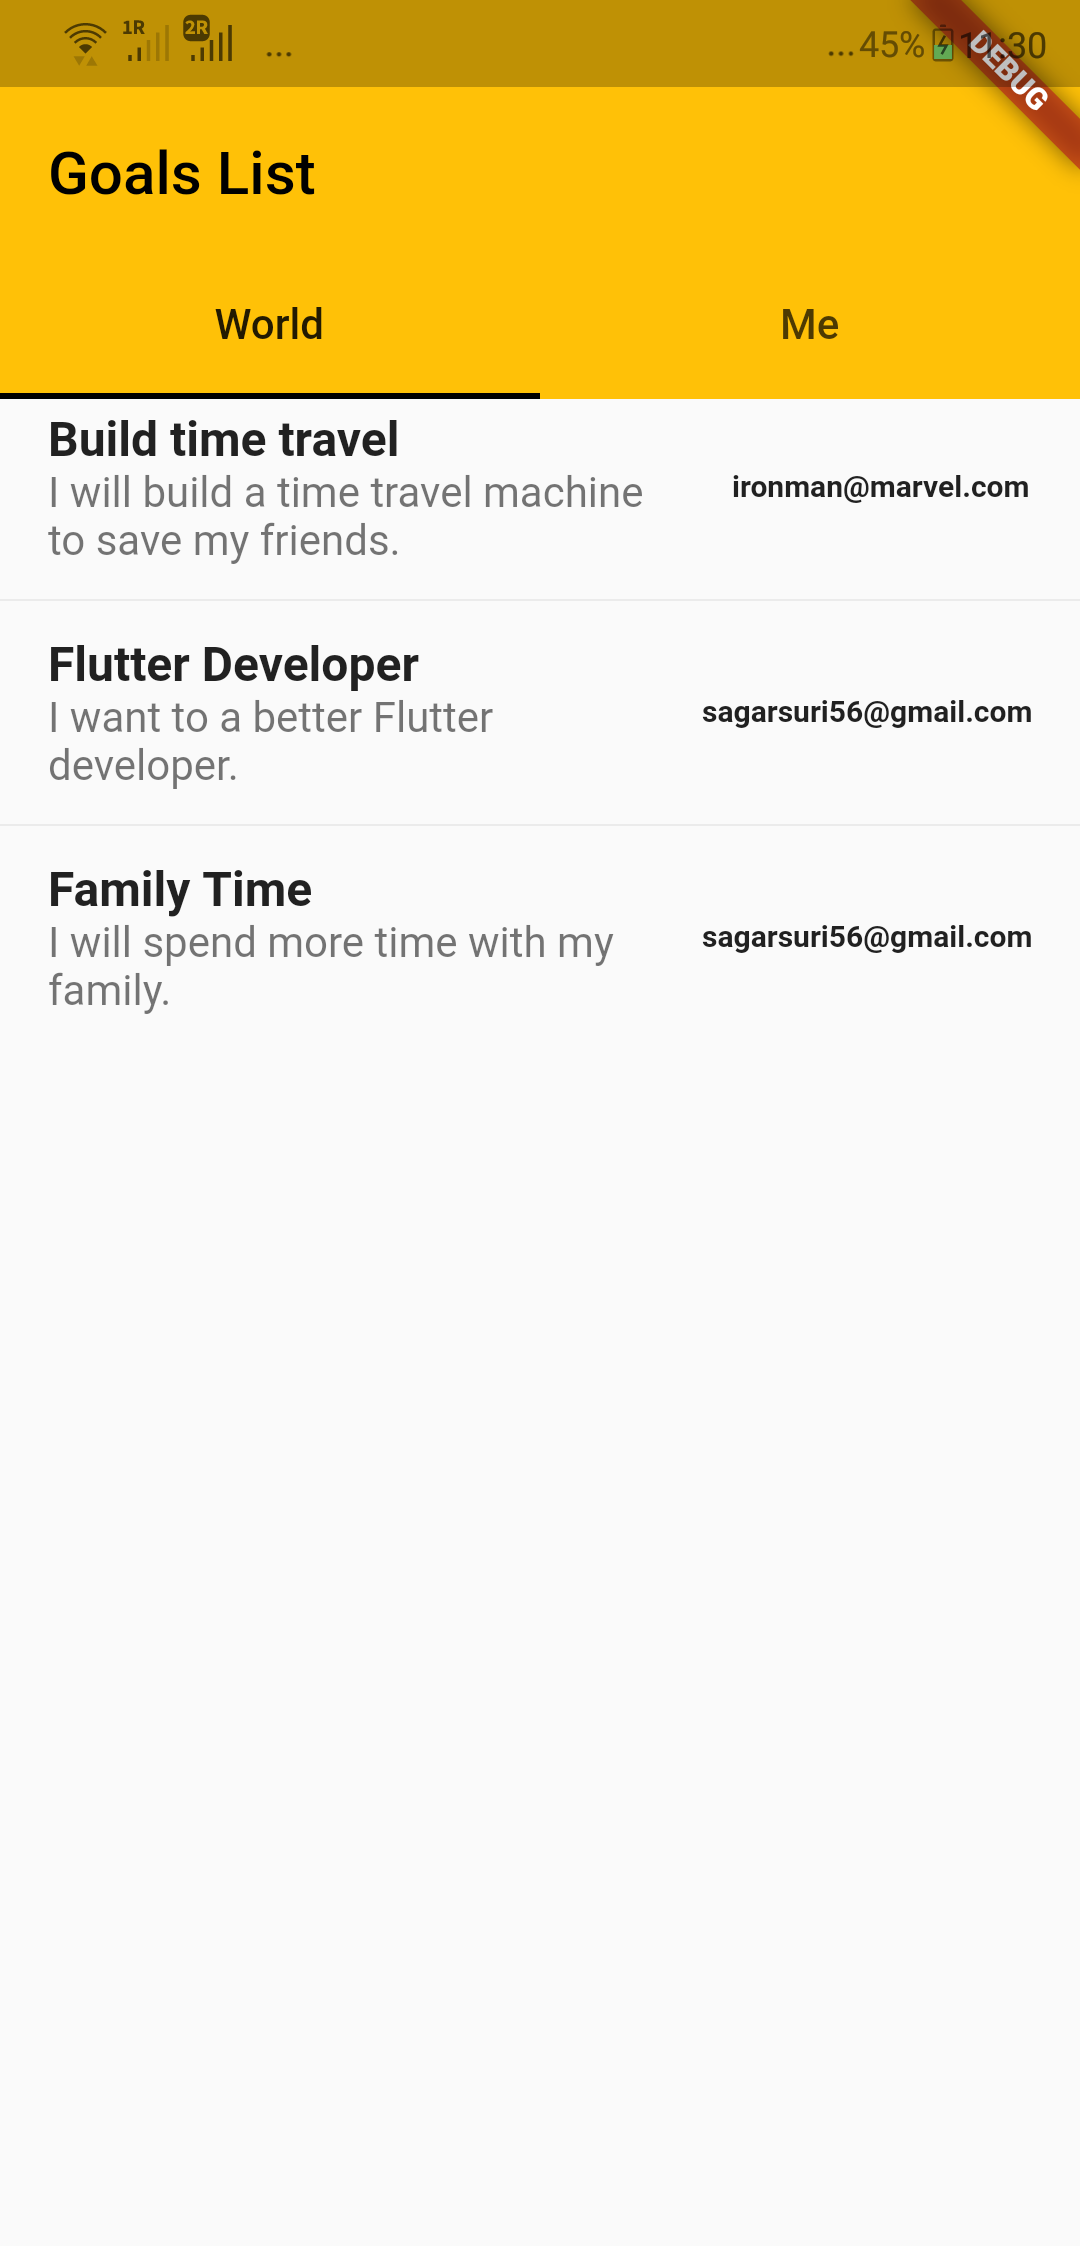 1R 2R ... ...45% 11:30
DEBUG
Goals List
World Me
Build time travel
I will build a time travel machine
to save my friends.
ironman@marvel.com
Flutter Developer
I want to a better Flutter
developer.
sagarsuri56@gmail.com
Family Time
I will spend more time with my
family.
sagarsuri56@gmail.com